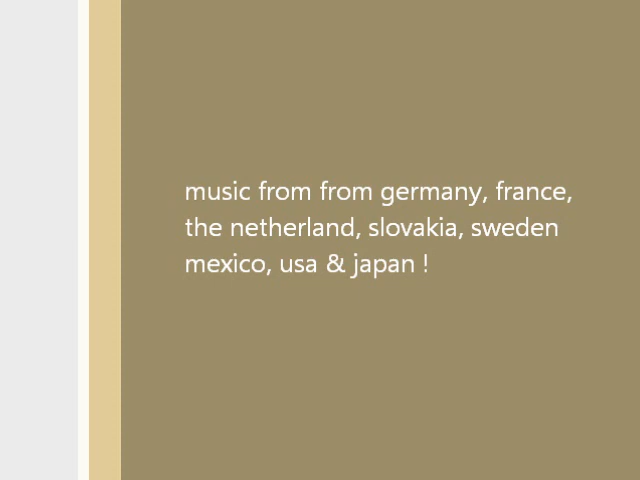 music from from germany, france,
the netherland, slovakia, sweden
mexico, usa & japan !